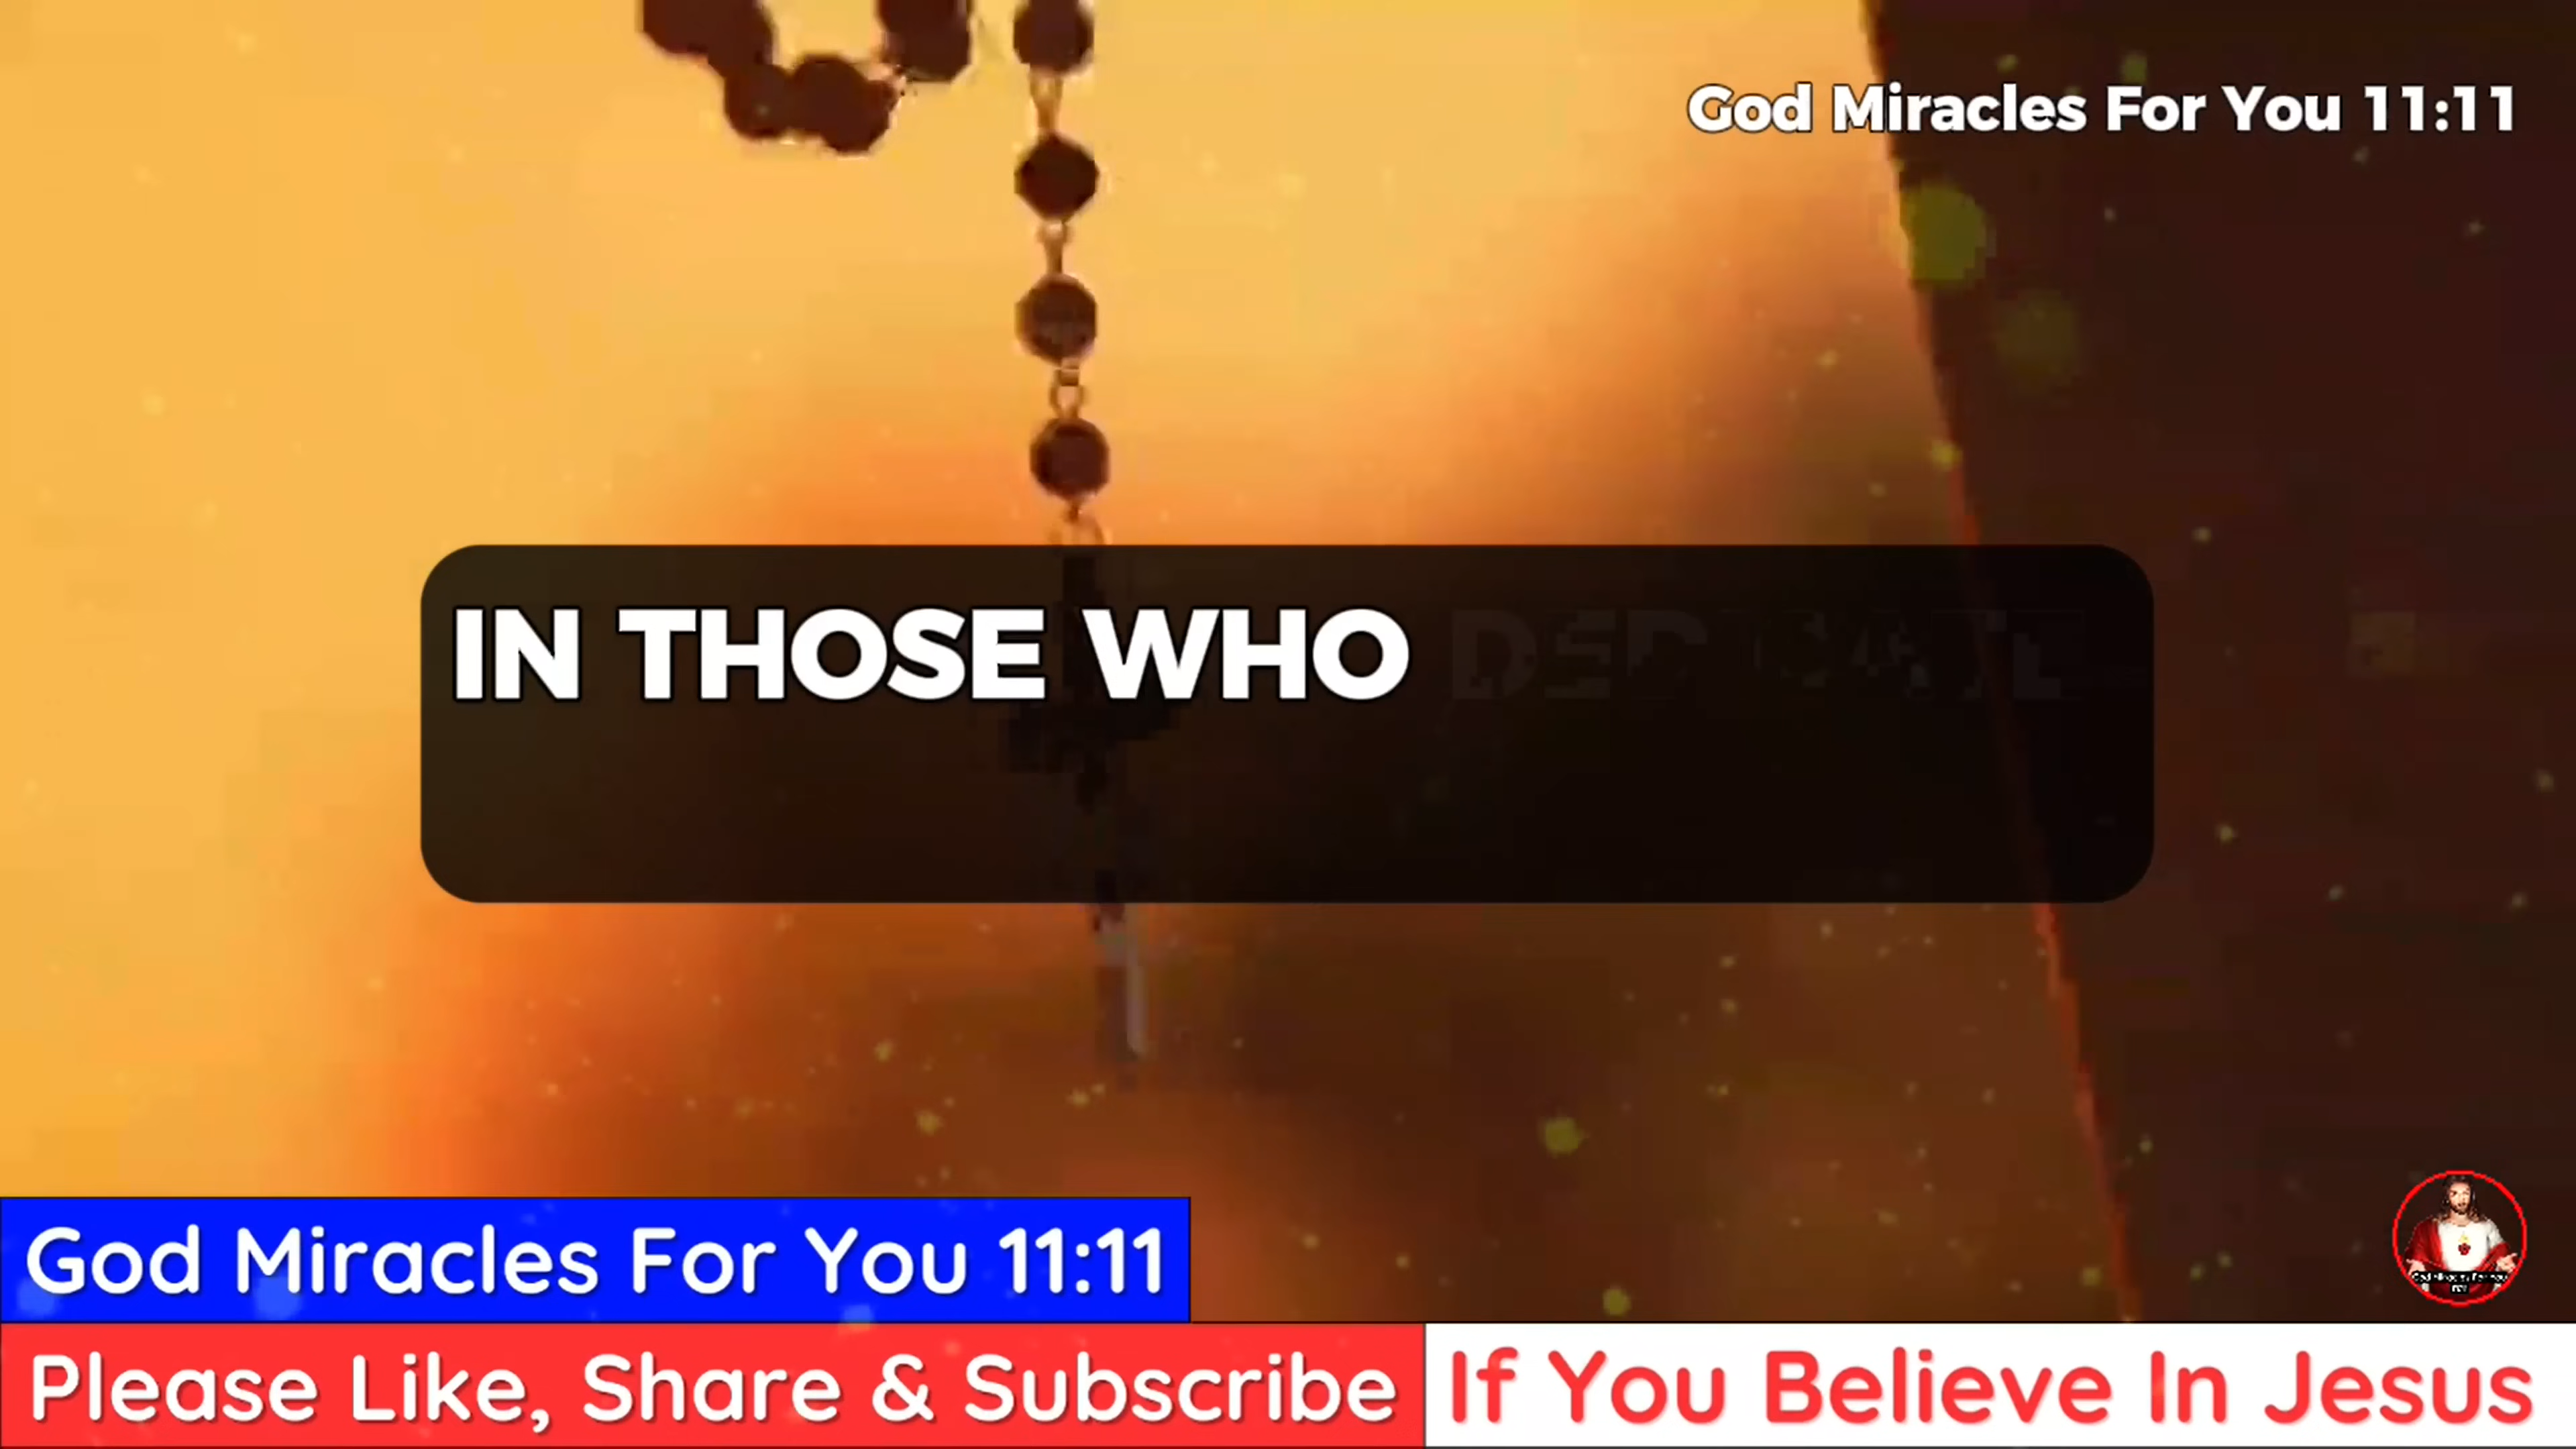 God Miracles For You 11:11
IN THOSE WHO DEDICATE
God Miracles For You 11:11
Please Like, Share & Subscribe If You Believe In Jesus